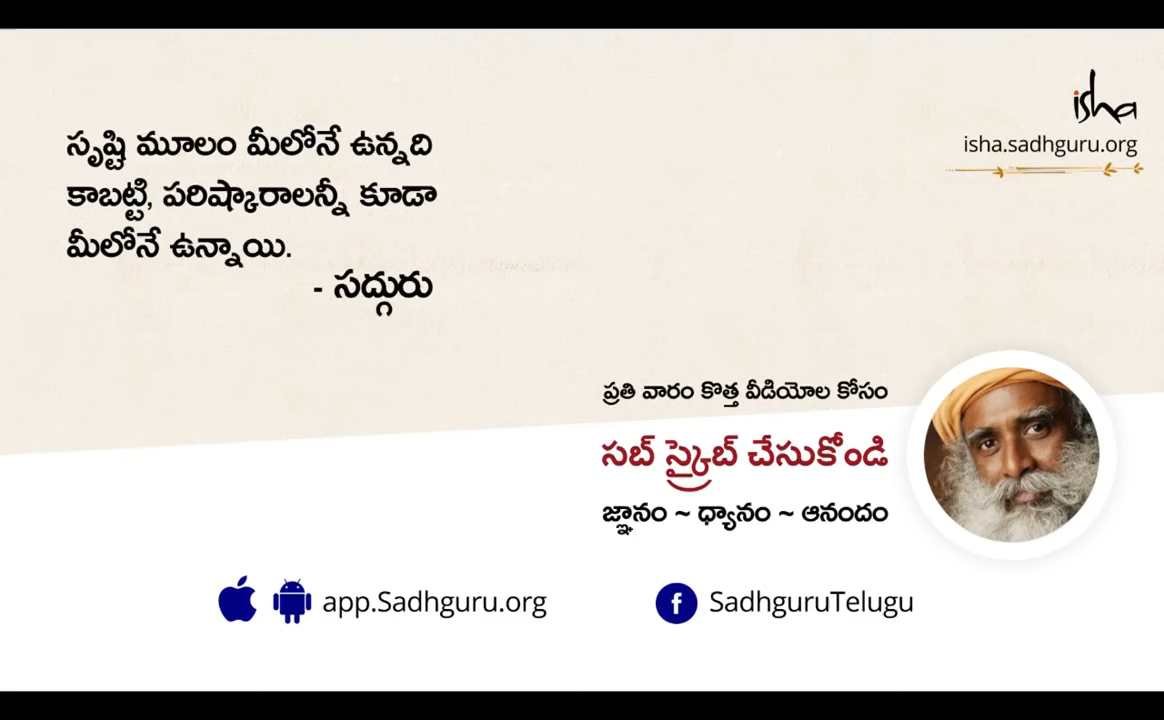 సృష్టి మూలం మీలోనే ఉన్నది
కాబట్టి, పరిష్కారాలన్నీ కూడా
మీలోనే ఉన్నాయి.
- సద్గురు
isha
isha.sadhguru.org
ప్రతి వారం కొత్త వీడియోల కోసం
సబ్ స్క్రైబ్ చేసుకోండి
జ్ఞానం ~ ధ్యానం ~ ఆనందం
app.Sadhguru.org
f SadhguruTelugu